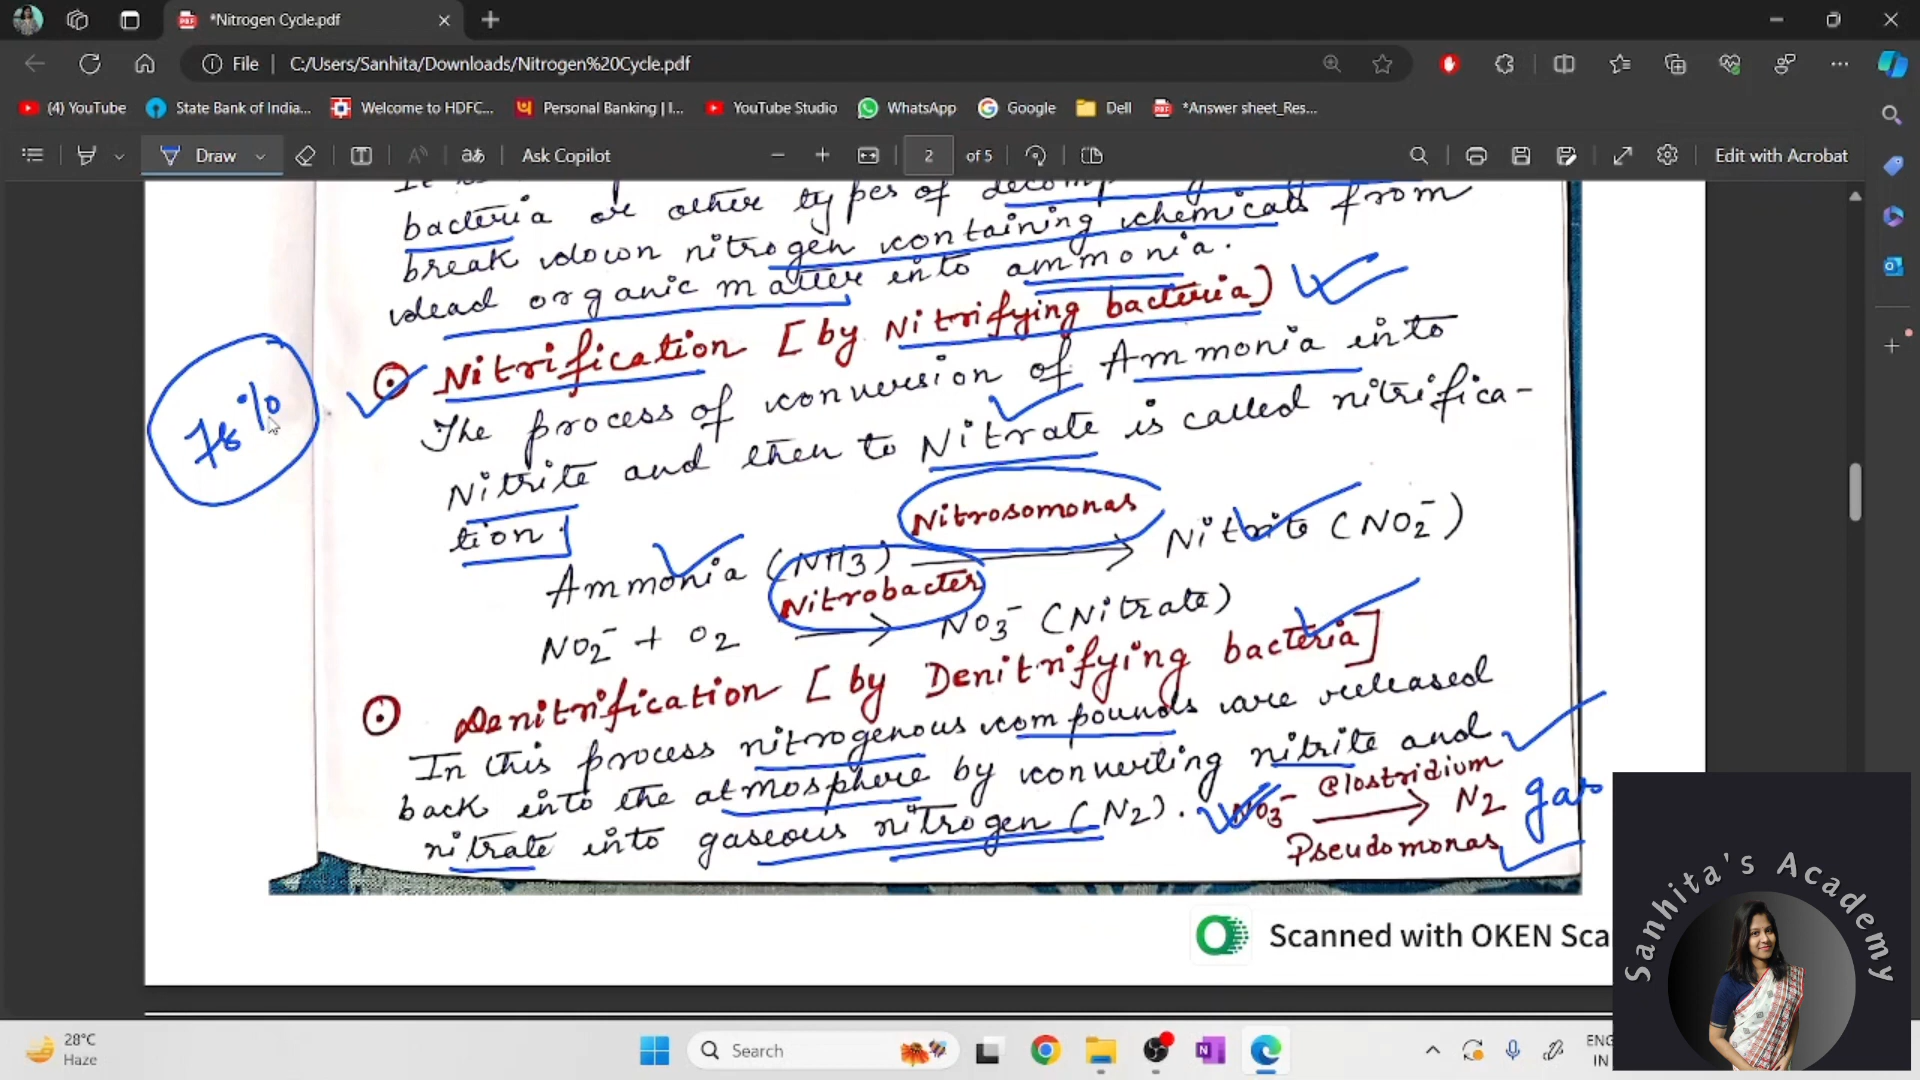 *Nitrogen Cycle.pdf
File
C:/Users/Sanhita/Downloads/Nitrogen%20Cycle.pdf
(4) YouTube
State Bank of India...
Welcome to HDFC...
Personal Banking | I...
YouTube Studio
WhatsApp
Google
Dell
*Answer sheet_Res...
Draw
Ask Copilot
2 of 5
Edit with Acrobat
bacteria or other types of
break down nitrogen containing chemicals from
dead organic matter into ammonia.
Nitrification [by Nitrifying bacteria]
The process of conversion of Ammonia into
Nitrite and then to Nitrate is called nitrifica-
tion.
78%
Nitrosomonas
Ammonia (NH3) → Nitrite (NO2-)
Nitrobacter
NO2- + O2 → NO3- (Nitrate)
Denitrification [by Denitrifying bacteria]
In this process nitrogenous compounds are released
back into the atmosphere by converting nitrite and
nitrate into gaseous nitrogen (N2).
Clostridium
NO3- → N2 gas
Pseudomonas
Scanned with OKEN Sca
Sanhita's Academy
28°C
Haze
Search
ENG
IN